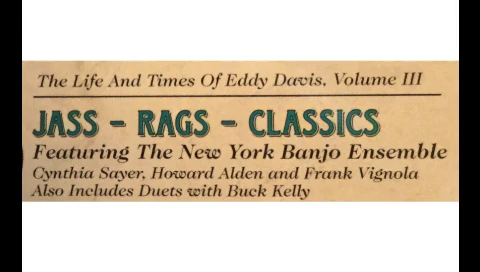 The Life And Times Of Eddy Davis, Volume III
JASS - RAGS - CLASSICS
Featuring The New York Banjo Ensemble
Cynthia Sayer, Howard Alden and Frank Vignola
Also Includes Duets with Buck Kelly